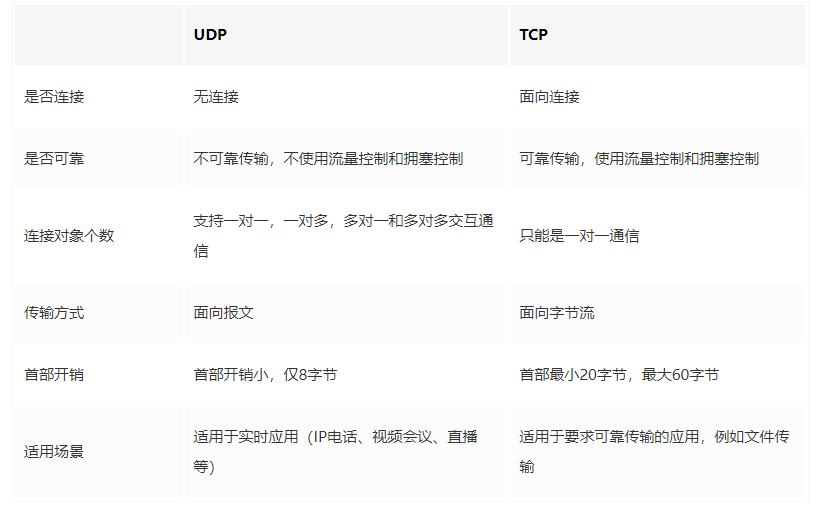 UDP TCP
是否连接 无连接 面向连接
是否可靠 不可靠传输，不使用流量控制和拥塞控制 可靠传输，使用流量控制和拥塞控制
连接对象个数 支持一对一，一对多，多对一和多对多交互通
信 只能是一对一通信
传输方式 面向报文 面向字节流
首部开销 首部开销小，仅8字节 首部最小20字节，最大60字节
适用场景 适用于实时应用（IP电话、视频会议、直播
等） 适用于要求可靠传输的应用，例如文件传
输